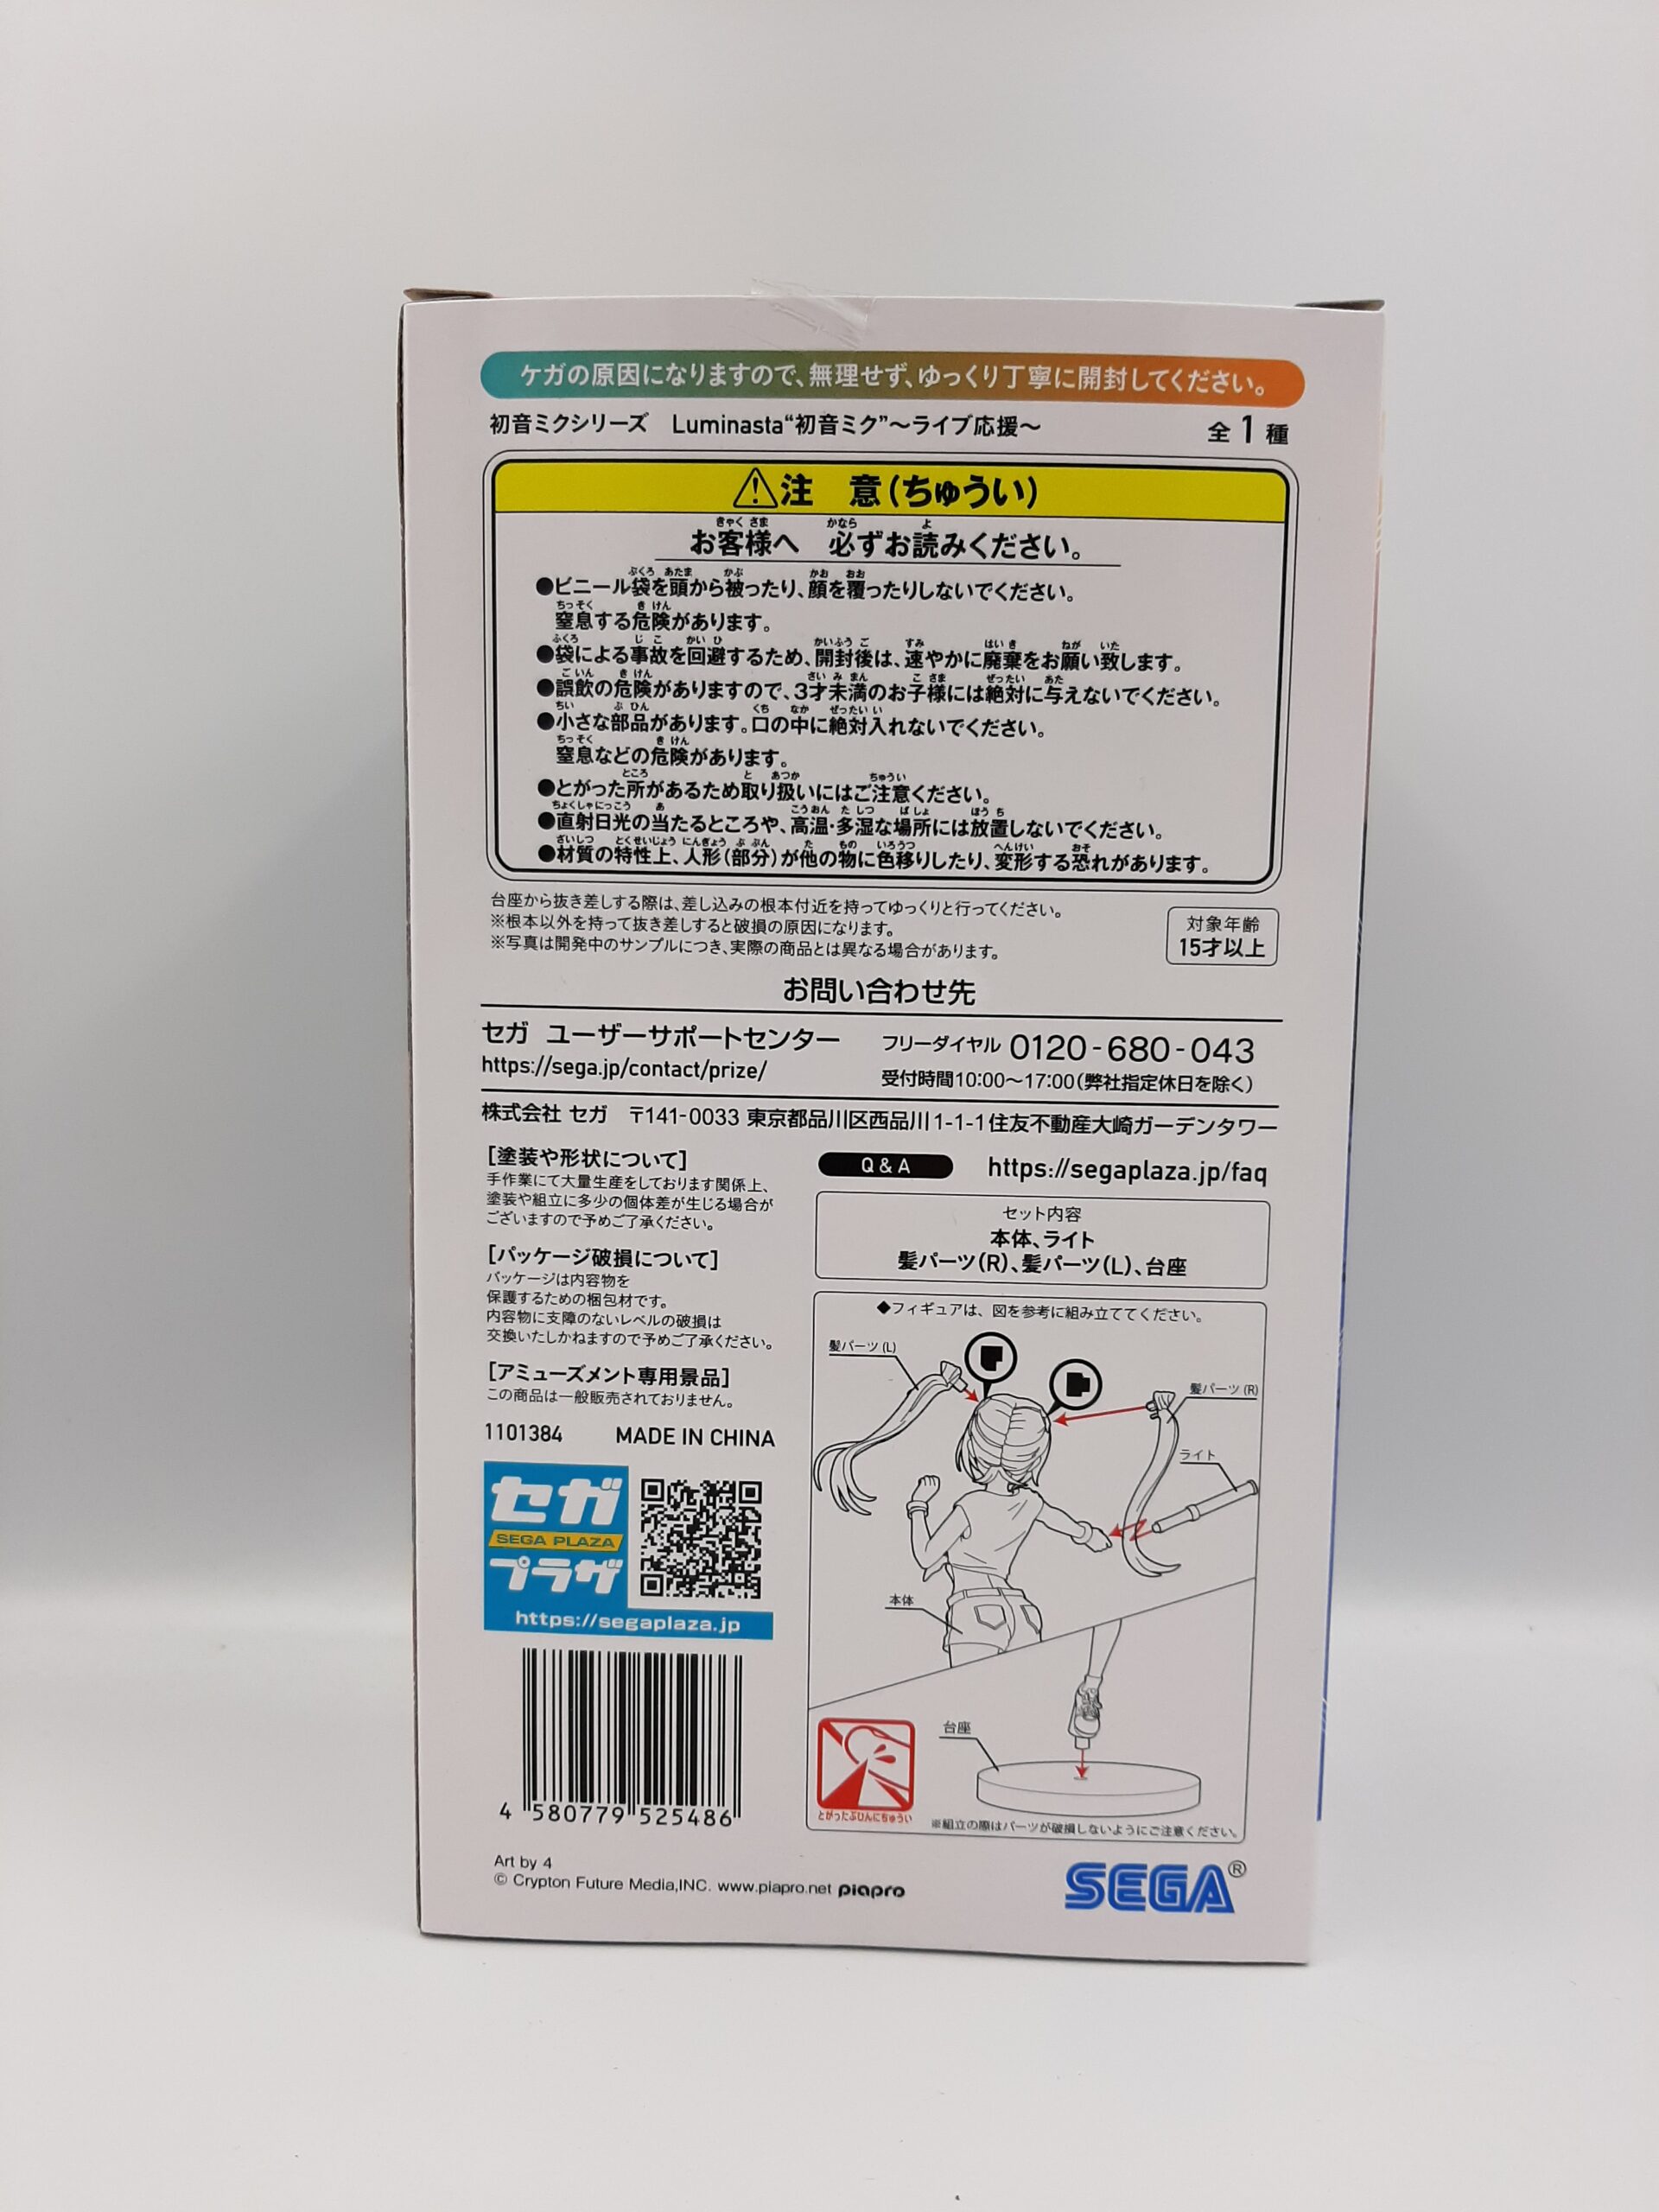 ケガの原因になりますので、無理せず、ゆっくり丁寧に開封してください。
初音ミクシリーズ　Luminasta“初音ミク”～ライブ応援～
全1種
注　意(ちゅうい)
お客様へ　必ずお読みください。
●ビニール袋を頭から被ったり、顔を覆ったりしないでください。
窒息する危険があります。
●袋による事故を回避するため、開封後は、速やかに廃棄をお願い致します。
●誤飲の危険がありますので、3才未満のお子様には絶対に与えないでください。
●小さな部品があります。口の中に絶対入れないでください。
窒息などの危険があります。
●とがった所があるため取り扱いにはご注意ください。
●直射日光の当たるところや、高温・多湿な場所には放置しないでください。
●材質の特性上、人形(部分)が他の物に色移りしたり、変形する恐れがあります。
台座から抜き差しする際は、差し込みの根本付近を持ってゆっくりと行ってください。
※根本以外を持って抜き差しすると破損の原因になります。
※写真は開発中のサンプルにつき、実際の商品とは異なる場合があります。
対象年齢
15才以上
お問い合わせ先
セガ ユーザーサポートセンター
https://sega.jp/contact/prize/
フリーダイヤル 0120-680-043
受付時間10:00～17:00(弊社指定休日を除く)
株式会社 セガ　〒141-0033 東京都品川区西品川1-1-1住友不動産大崎ガーデンタワー
[塗装や形状について]
手作業にて大量生産をしております関係上、
塗装や組立に多少の個体差が生じる場合が
ございますので予めご了承ください。
[パッケージ破損について]
パッケージは内容物を
保護するための梱包材です。
内容物に支障のないレベルの破損は
交換いたしかねますので予めご了承ください。
[アミューズメント専用景品]
この商品は一般販売されておりません。
1101384　MADE IN CHINA
セガ
SEGA PLAZA
プラザ
https://segaplaza.jp
4 580779 525486
Art by 4
© Crypton Future Media,INC. www.piapro.net piapro
Q & A
https://segaplaza.jp/faq
セット内容
本体、ライト
髪パーツ(R)、髪パーツ(L)、台座
◆フィギュアは、図を参考に組み立ててください。
髪パーツ(L)
髪パーツ(R)
ライト
本体
台座
とがったぶひんにちゅうい
※組立の際はパーツが破損しないようにご注意ください。
SEGA®